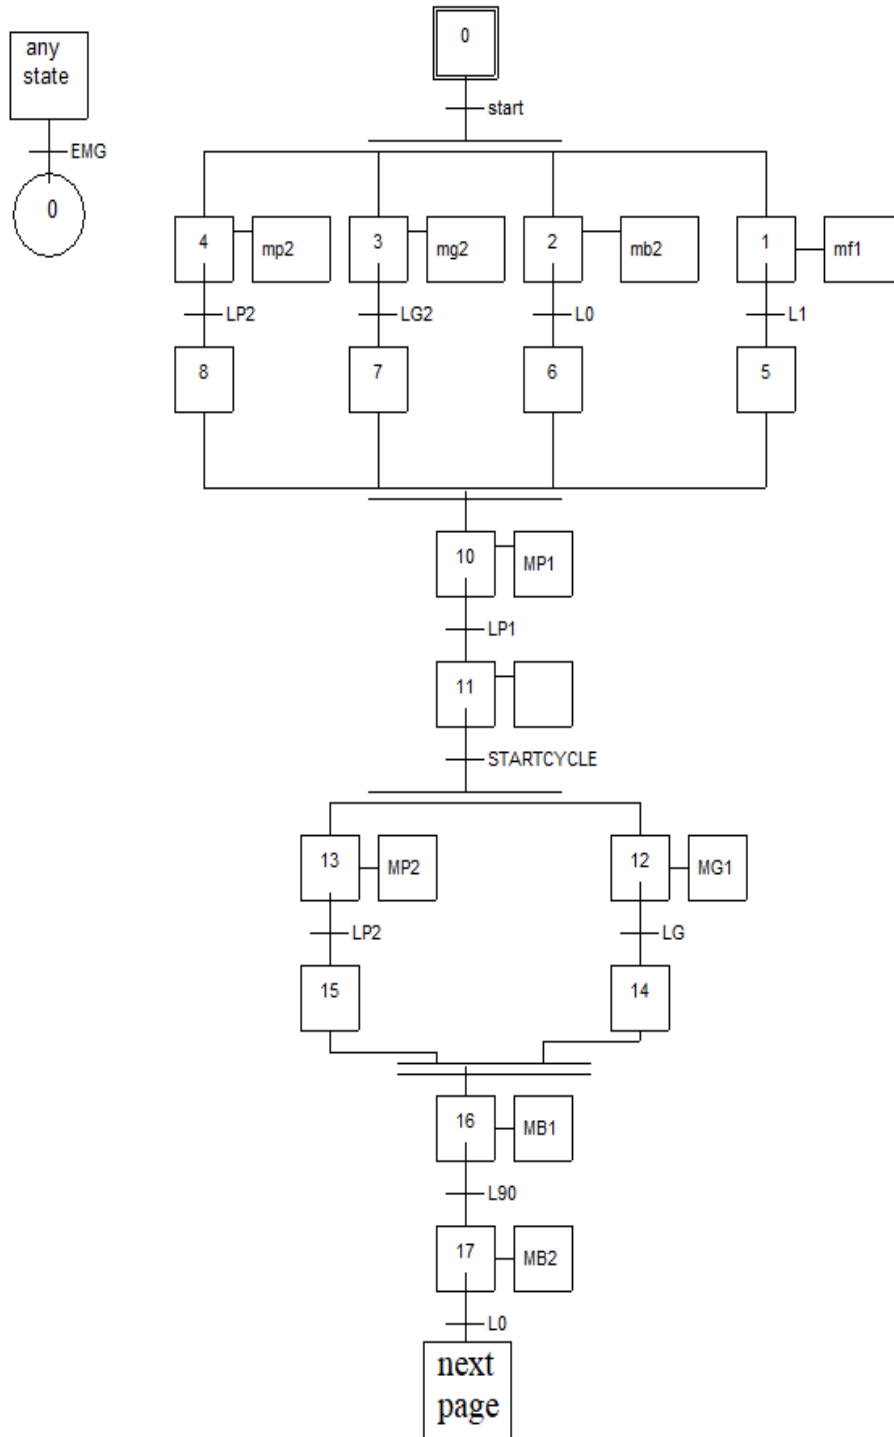 any
state
EMG
0
0
start
4
mp2
3
mg2
2
mb2
1
mf1
LP2
LG2
L0
L1
8
7
6
5
10
MP1
LP1
11
STARTCYCLE
13
MP2
12
MG1
LP2
LG
15
14
16
MB1
L90
17
MB2
L0
next
page